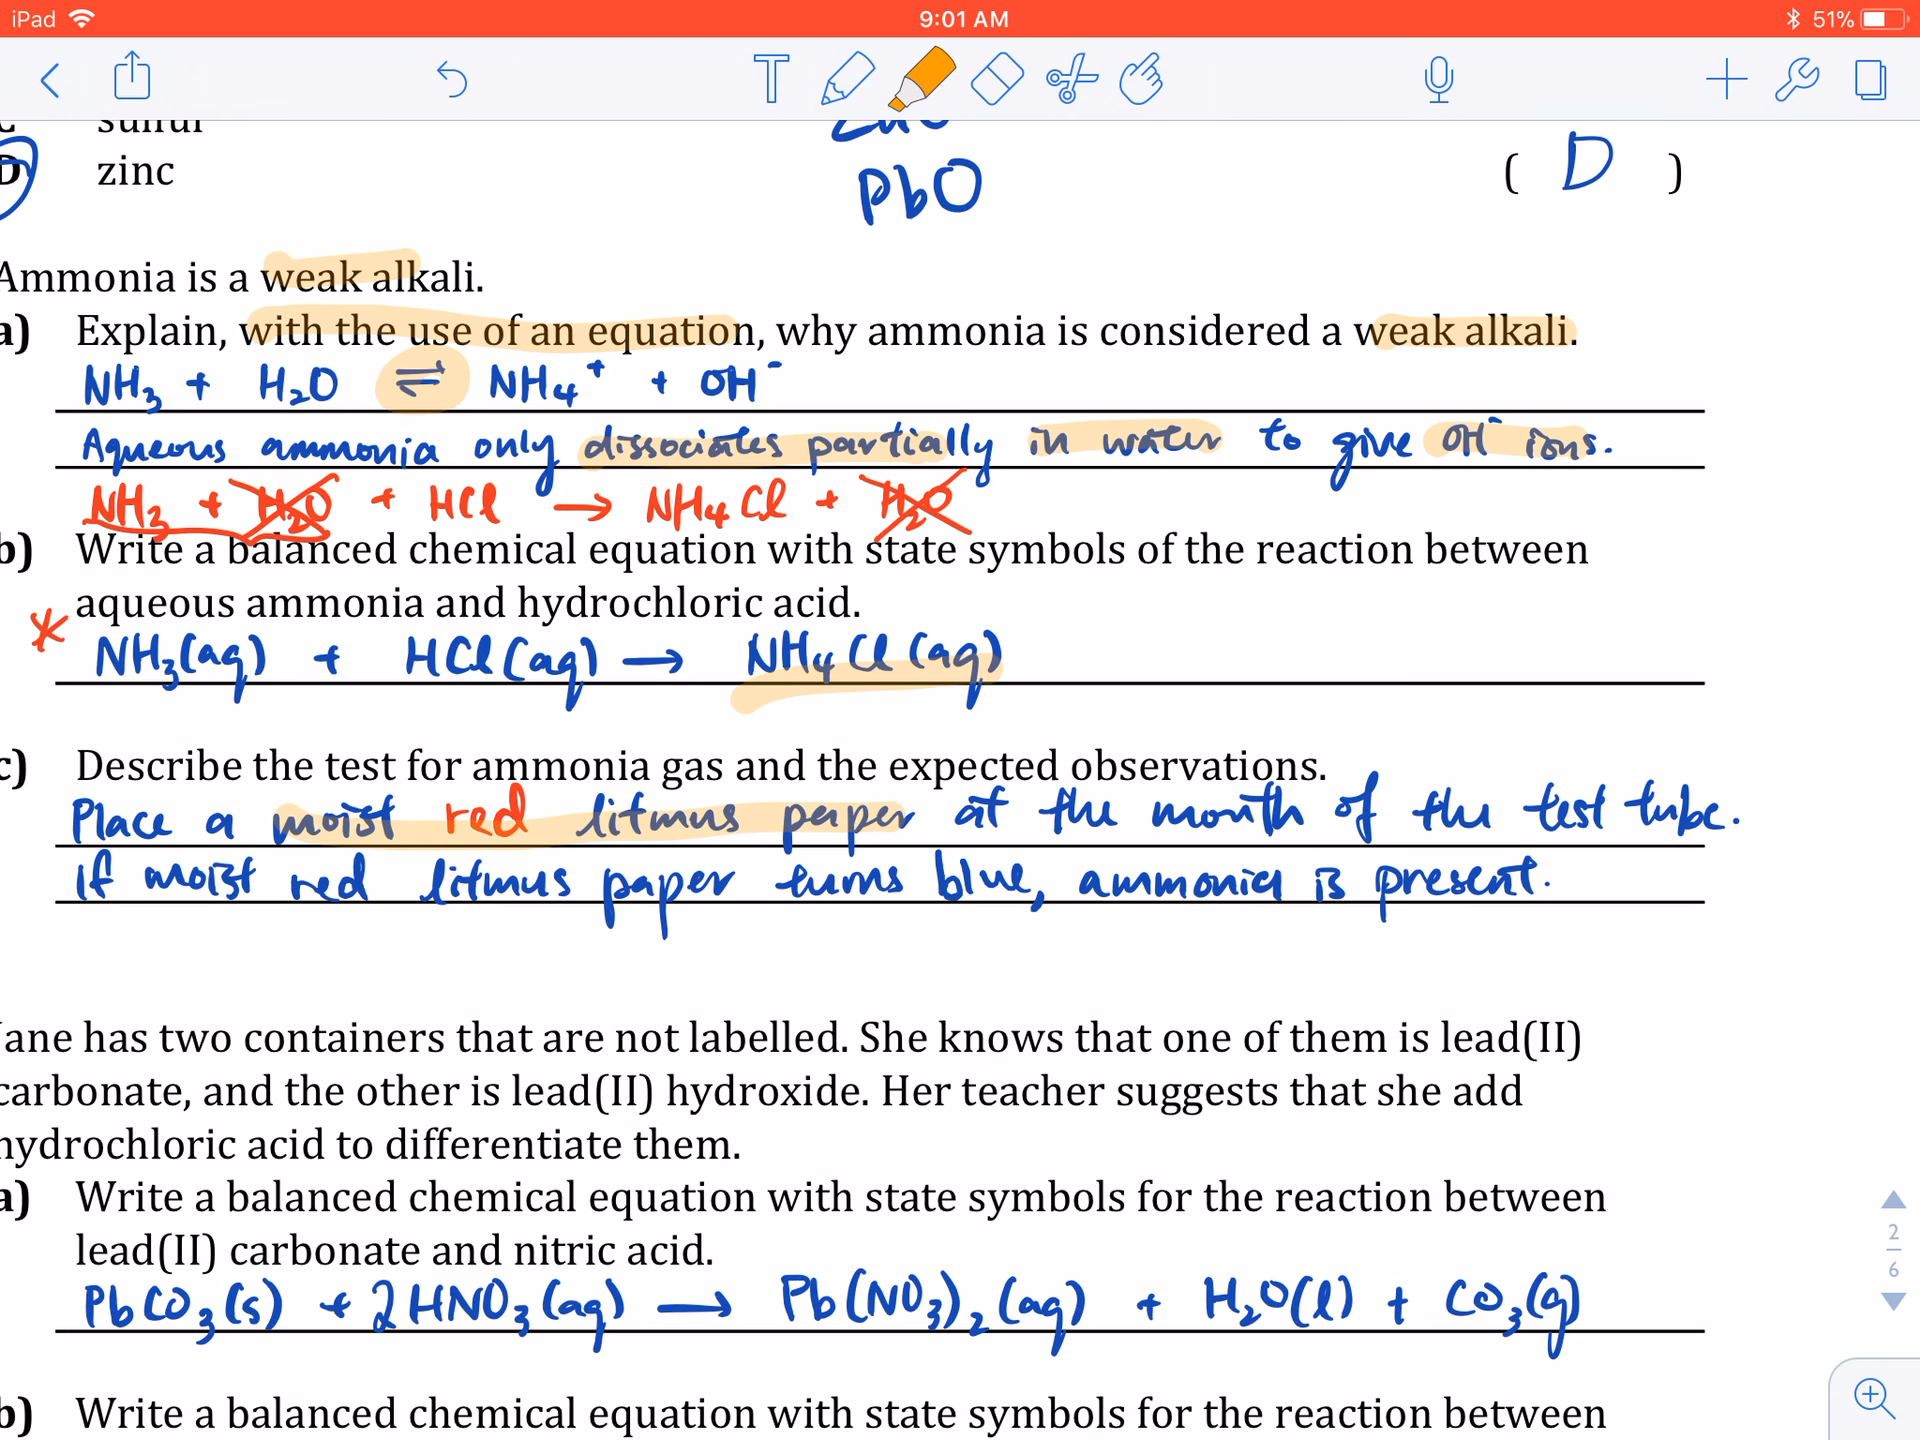 iPad 9:01 AM 51%
T
C sulfur
D zinc PbO ( D )
Ammonia is a weak alkali.
a) Explain, with the use of an equation, why ammonia is considered a weak alkali.
NH₃ + H₂O ⇌ NH₄⁺ + OH⁻
Aqueous ammonia only dissociates partially in water to give OH⁻ ions.
NH₃ + H₂O + HCl → NH₄Cl + H₂O
b) Write a balanced chemical equation with state symbols of the reaction between
aqueous ammonia and hydrochloric acid.
* NH₃(aq) + HCl(aq) → NH₄Cl(aq)
c) Describe the test for ammonia gas and the expected observations.
Place a moist red litmus paper at the mouth of the test tube.
If moist red litmus paper turns blue, ammonia is present.
Jane has two containers that are not labelled. She knows that one of them is lead(II)
carbonate, and the other is lead(II) hydroxide. Her teacher suggests that she add
hydrochloric acid to differentiate them.
a) Write a balanced chemical equation with state symbols for the reaction between
lead(II) carbonate and nitric acid.
PbCO₃(s) + 2HNO₃(aq) → Pb(NO₃)₂(aq) + H₂O(l) + CO₃(g)
2
6
b) Write a balanced chemical equation with state symbols for the reaction between